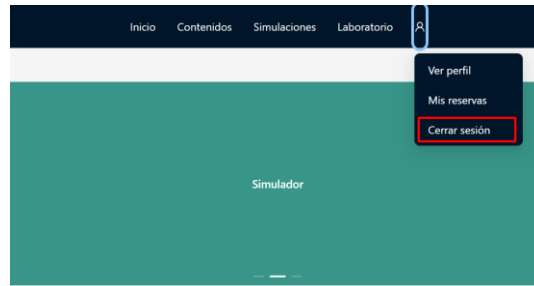 Inicio Contenidos Simulaciones Laboratorio
Ver perfil
Mis reservas
Cerrar sesión
Simulador